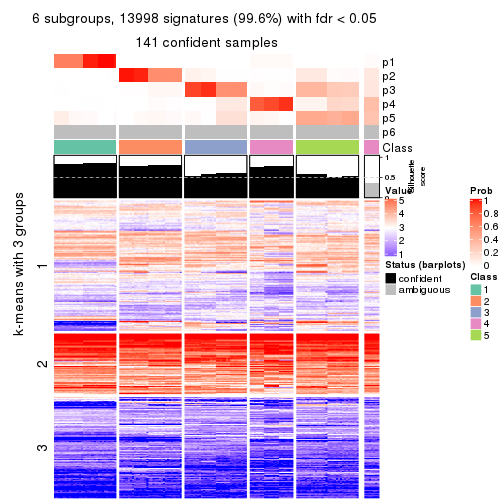 6 subgroups, 13998 signatures (99.6%) with fdr < 0.05
141 confident samples
p1
p2
p3
p4
p5
p6
Class
1
0.5
0
Silhouette
score
k-means with 3 groups
1
2
3
Value
5
4
3
2
1
Status (barplots)
confident
ambiguous
Prob
1
0.8
0.6
0.4
0.2
0
Class
1
2
3
4
5